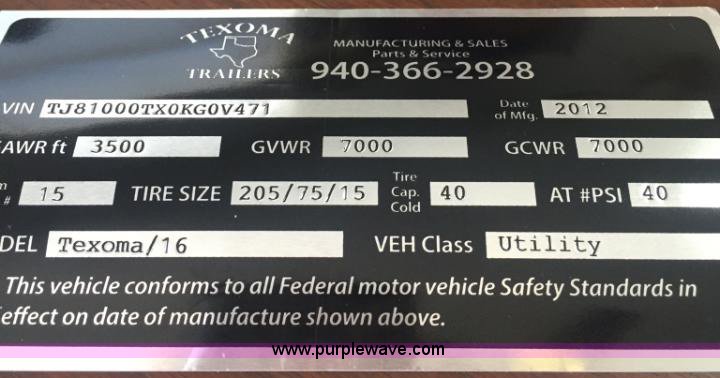 TEXOMA
TRAILERS
MANUFACTURING & SALES
Parts & Service
940-366-2928
VIN TJ81000TX0KG0V471 Date of Mfg. 2012
AWR ft 3500 GVWR 7000 GCWR 7000
m # 15 TIRE SIZE 205/75/15 Tire Cap. Cold 40 AT #PSI 40
DEL Texoma/16 VEH Class Utility
This vehicle conforms to all Federal motor vehicle Safety Standards in
effect on date of manufacture shown above.
www.purplewave.com